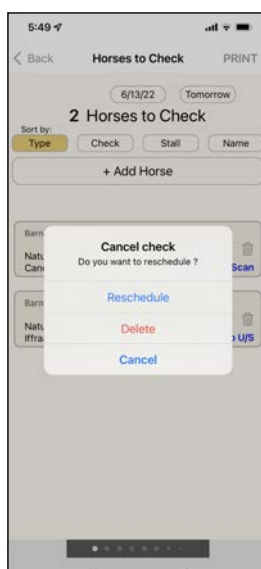 5:49
< Back Horses to Check PRINT
6/13/22 Tomorrow
2 Horses to Check
Sort by:
Type Check Stall Name
+ Add Horse
Barn
Natu
Scan
Cancel check
Do you want to reschedule ?
Reschedule
Delete
Cancel
Barn
Natu
Iffra
U/S